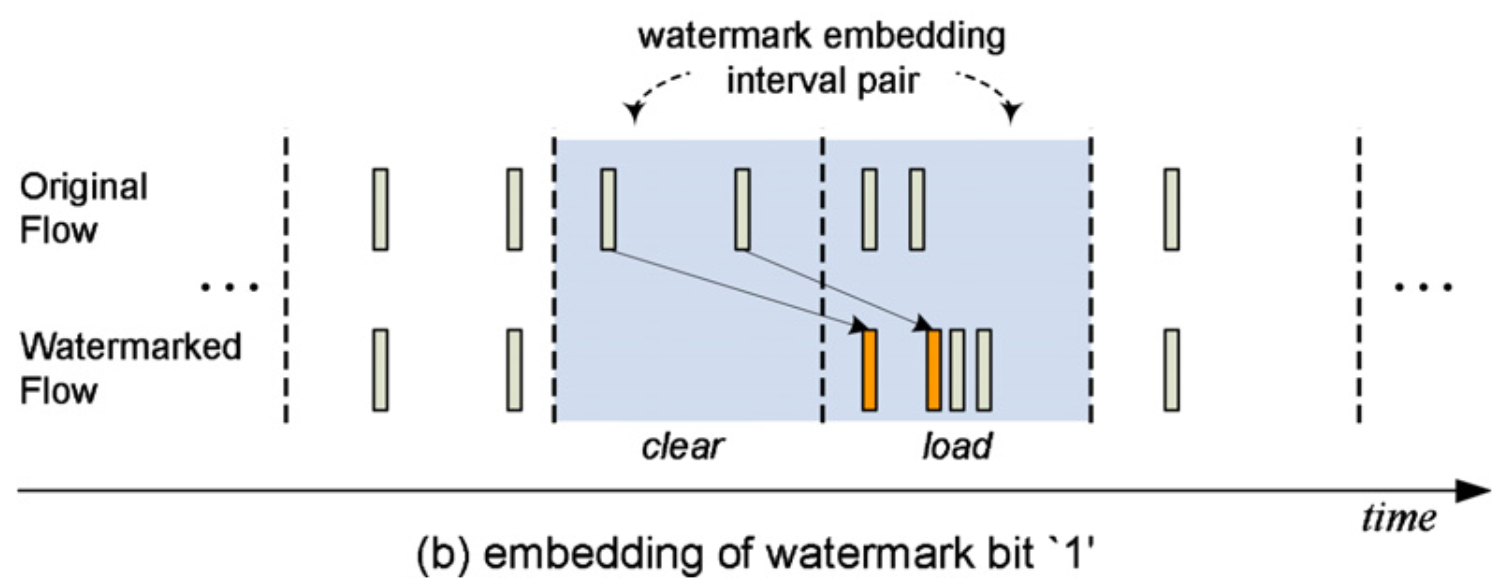 watermark embedding
interval pair
Original
Flow
...
...
Watermarked
Flow
clear
load
time
(b) embedding of watermark bit `1'